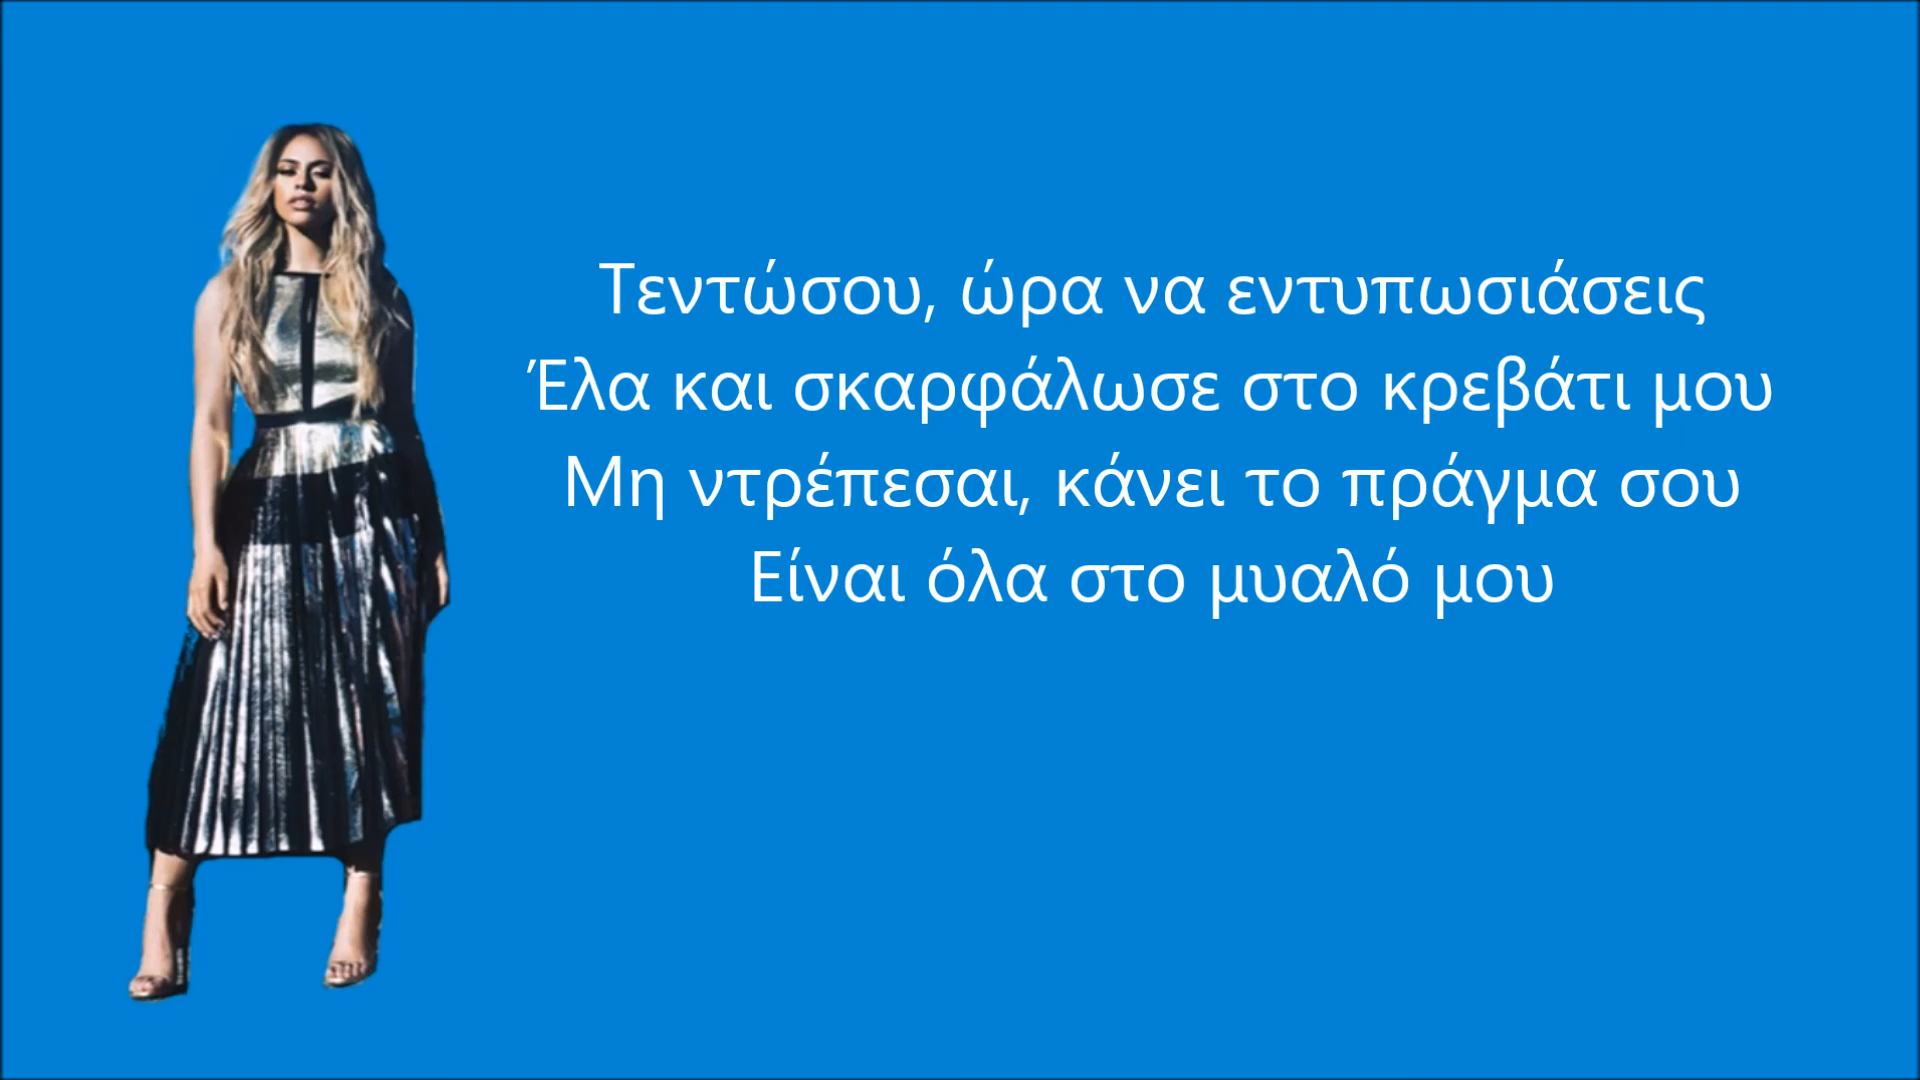 Τεντώσου, ώρα να εντυπωσιάσεις
Έλα και σκαρφάλωσε στο κρεβάτι μου
Μη ντρέπεσαι, κάνει το πράγμα σου
Είναι όλα στο μυαλό μου